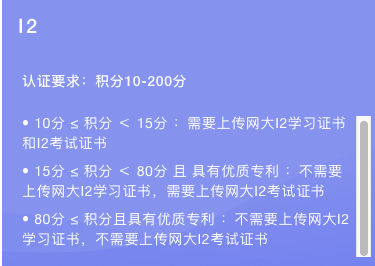 I2
认证要求：积分10-200分
• 10分 ≤ 积分 < 15分 ：需要上传网大I2学习证书
和I2考试证书
• 15分 ≤ 积分 < 80分 且 具有优质专利 ：不需要
上传网大I2学习证书，需要上传网大I2考试证书
• 80分 ≤ 积分且具有优质专利 ：不需要上传网大I2
学习证书，不需要上传网大I2考试证书